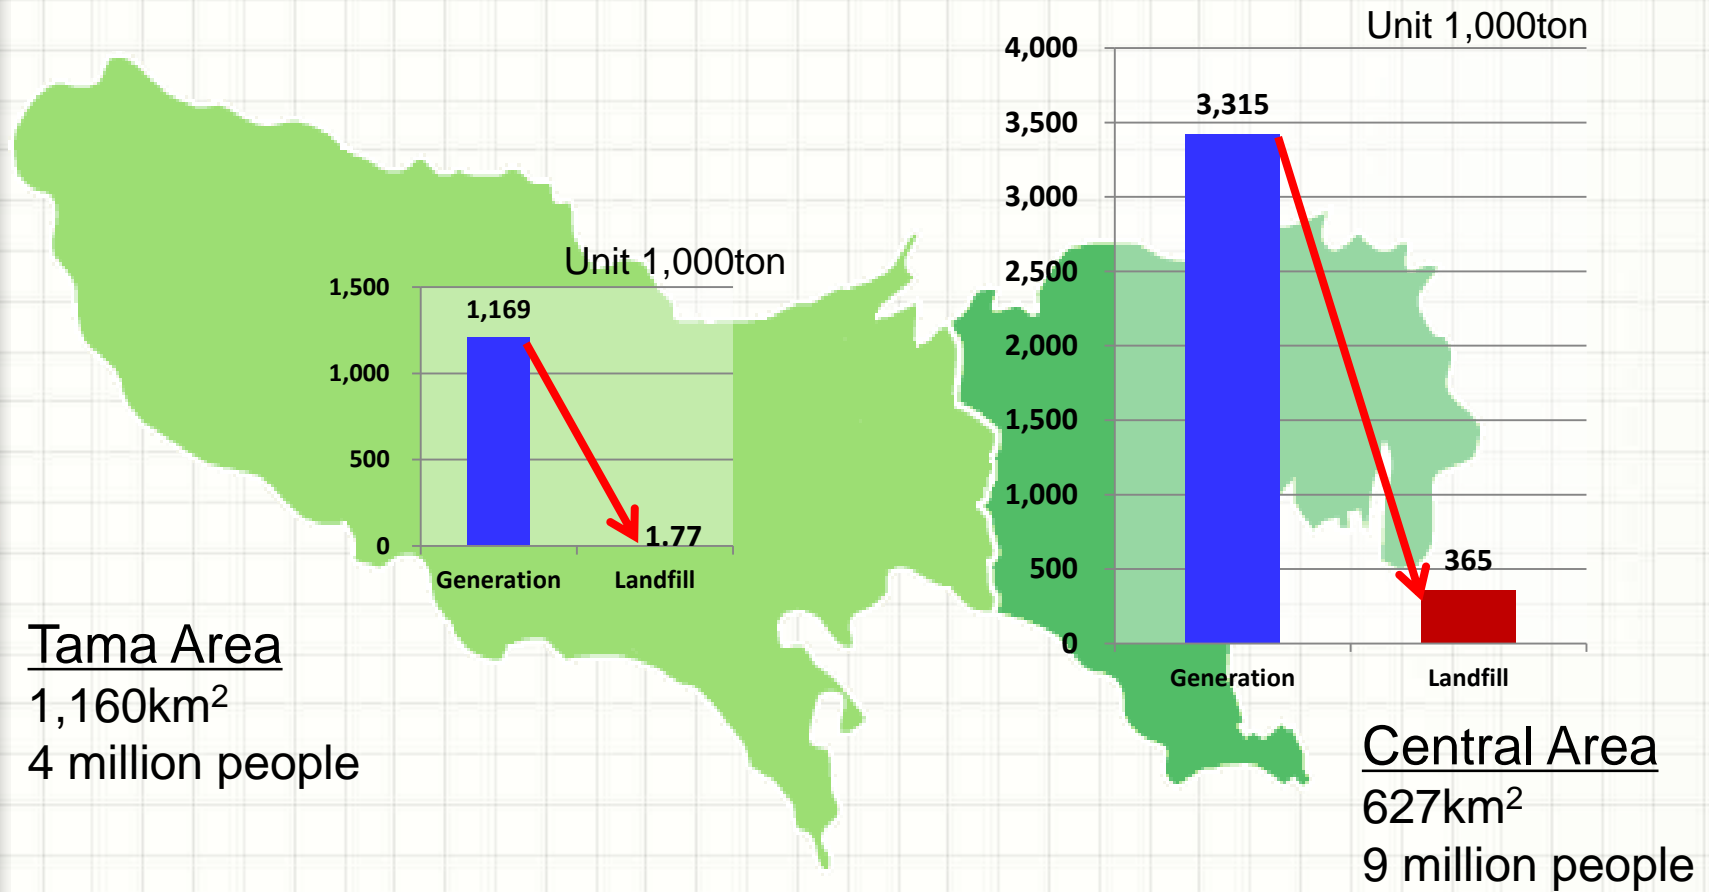 Unit 1,000ton
1,500
1,169
1,000
500
0
1.77
Generation
Landfill
Tama Area
1,160km²
4 million people
Unit 1,000ton
4,000
3,315
3,500
3,000
2,500
2,000
1,500
1,000
500
365
0
Generation
Landfill
Central Area
627km²
9 million people